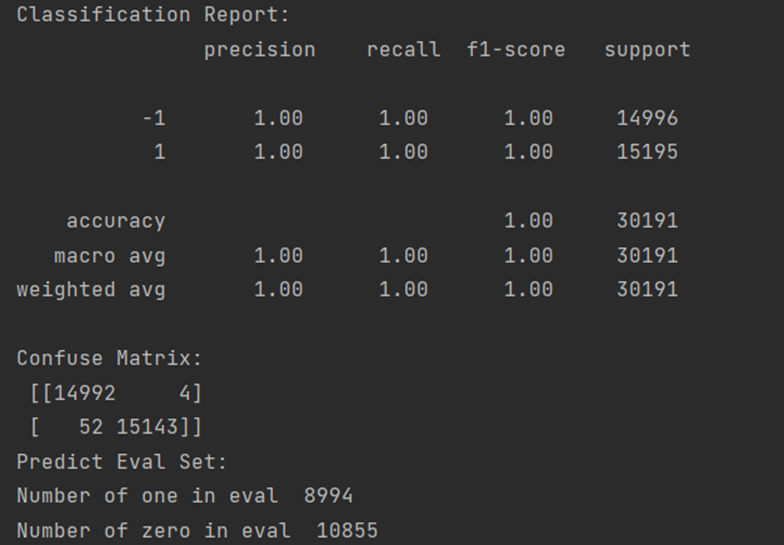 Classification Report:
precision recall f1-score support
-1 1.00 1.00 1.00 14996
1 1.00 1.00 1.00 15195
accuracy 1.00 30191
macro avg 1.00 1.00 1.00 30191
weighted avg 1.00 1.00 1.00 30191
Confuse Matrix:
[[14992 4]
[ 52 15143]]
Predict Eval Set:
Number of one in eval 8994
Number of zero in eval 10855